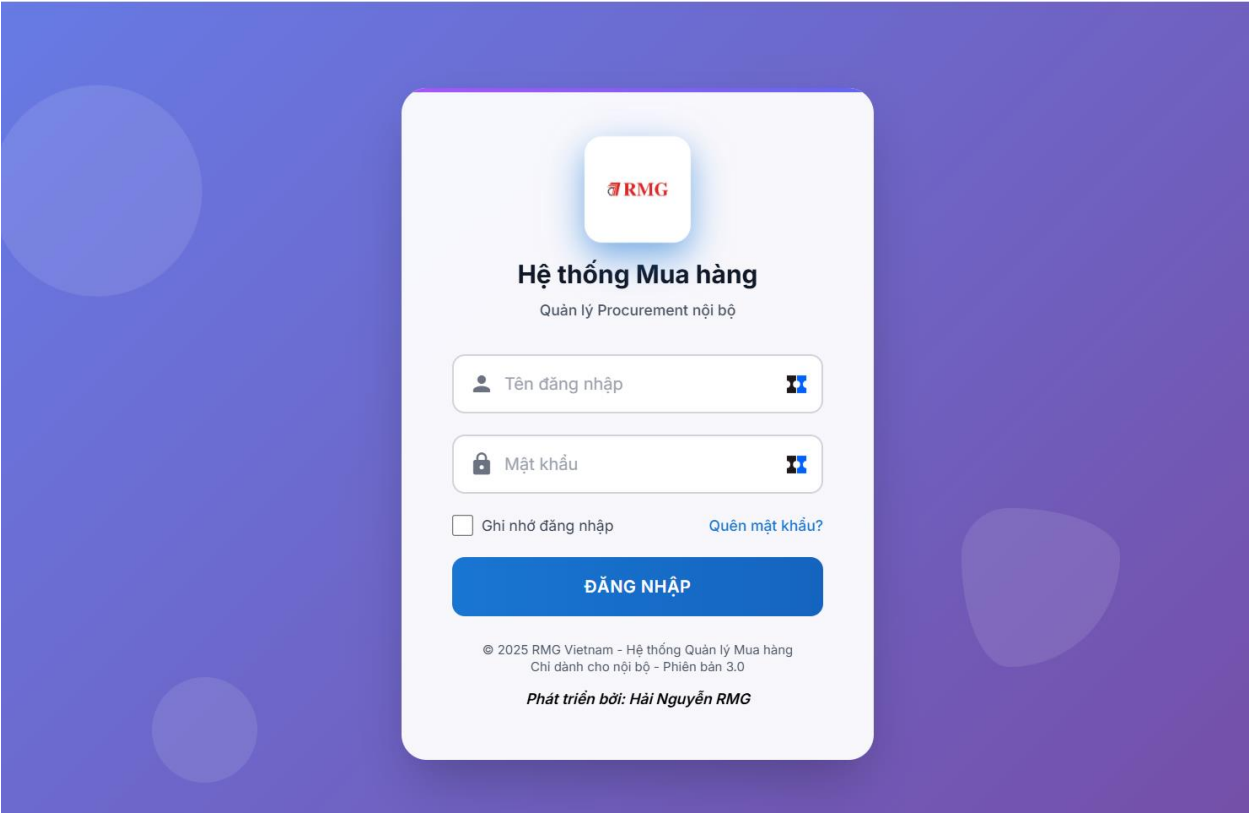 RMG
Hệ thống Mua hàng
Quản lý Procurement nội bộ
Tên đăng nhập
Mật khẩu
Ghi nhớ đăng nhập
Quên mật khẩu?
ĐĂNG NHẬP
© 2025 RMG Vietnam - Hệ thống Quản lý Mua hàng
Chỉ dành cho nội bộ - Phiên bản 3.0
Phát triển bởi: Hải Nguyễn RMG